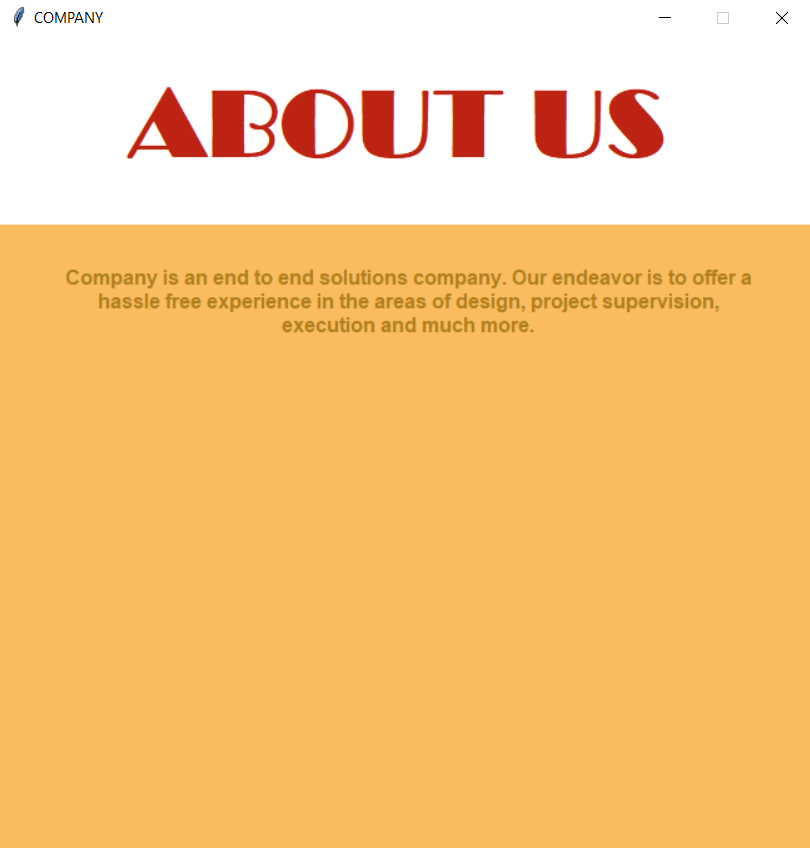 COMPANY
ABOUT US
Company is an end to end solutions company. Our endeavor is to offer a
hassle free experience in the areas of design, project supervision,
execution and much more.